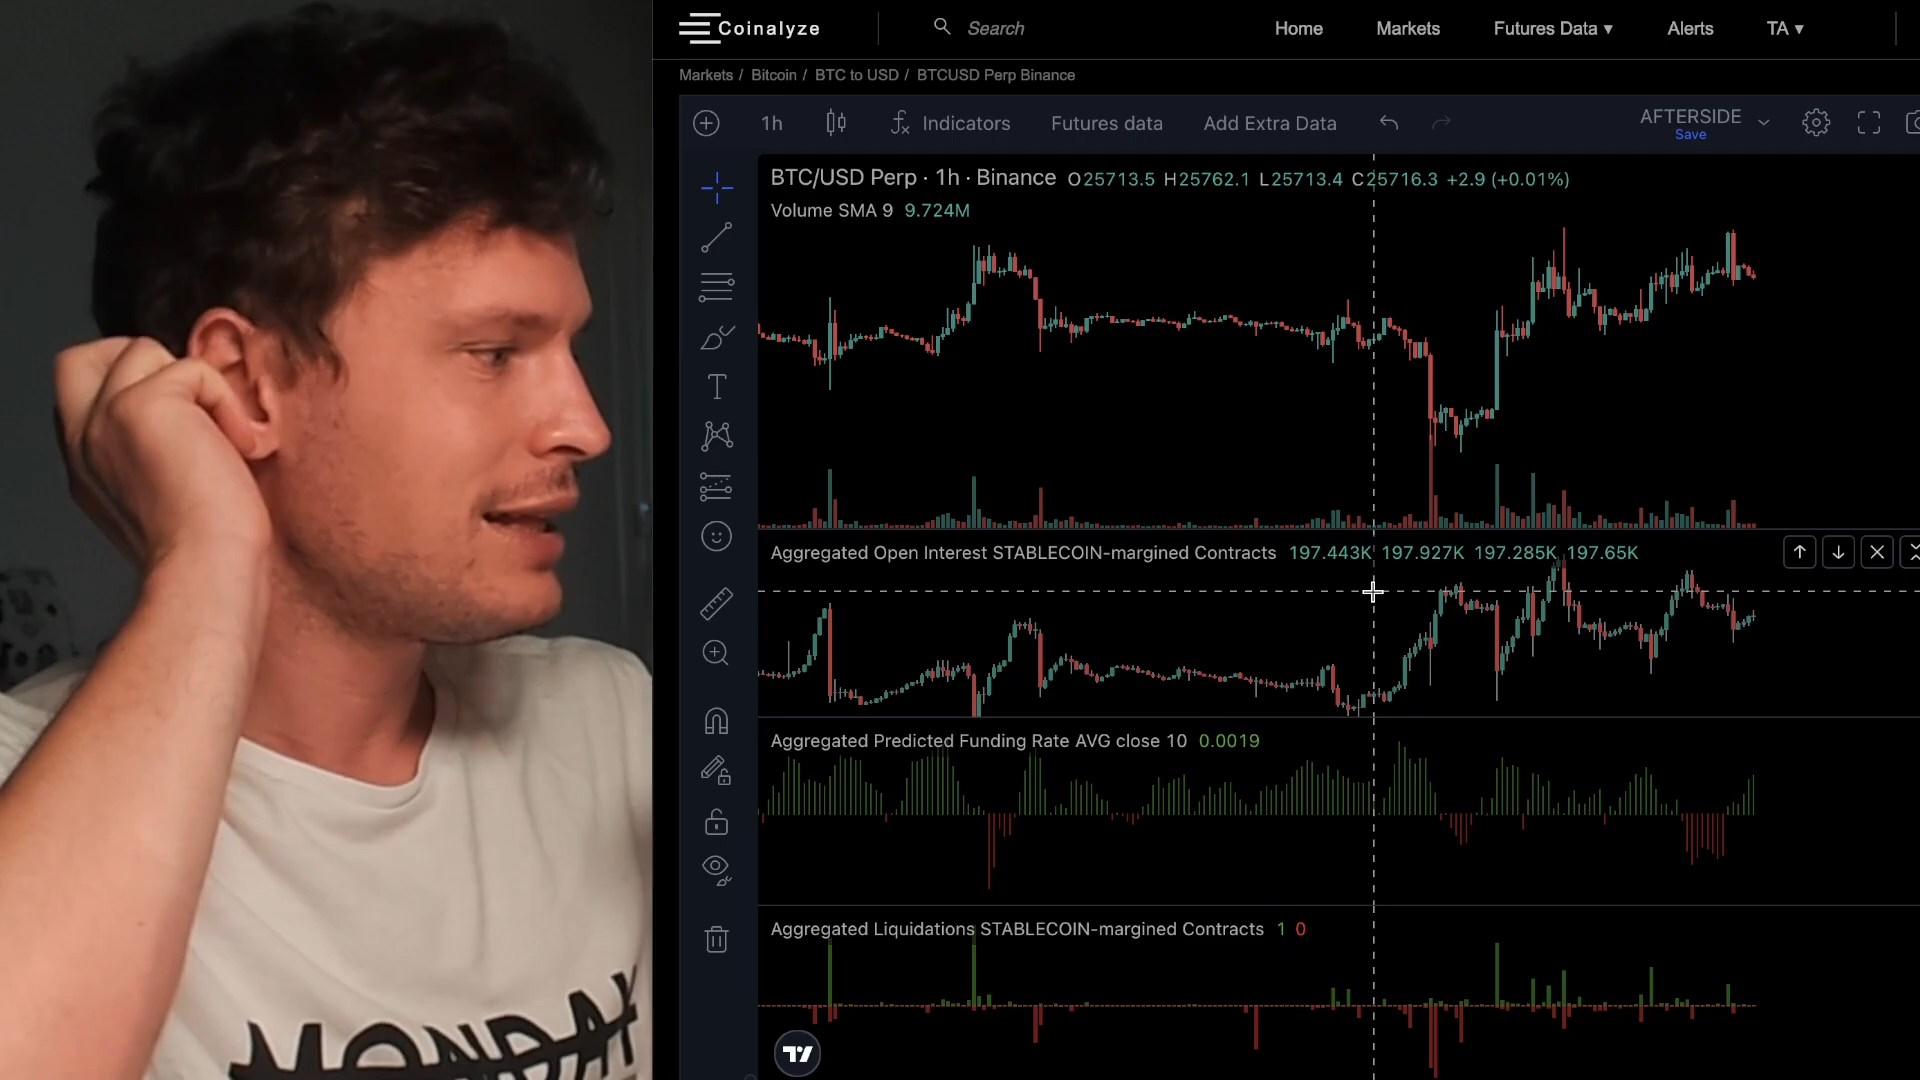 Coinalyze
Search
Home
Markets
Futures Data ▾
Alerts
TA ▾
Markets / Bitcoin / BTC to USD / BTCUSD Perp Binance
1h
Indicators
Futures data
Add Extra Data
AFTERSIDE
Save
BTC/USD Perp · 1h · Binance O25713.5 H25762.1 L25713.4 C25716.3 +2.9 (+0.01%)
Volume SMA 9 9.724M
Aggregated Open Interest STABLECOIN-margined Contracts 197.443K 197.927K 197.285K 197.65K
Aggregated Predicted Funding Rate AVG close 10 0.0019
Aggregated Liquidations STABLECOIN-margined Contracts 1 0
MONDAY